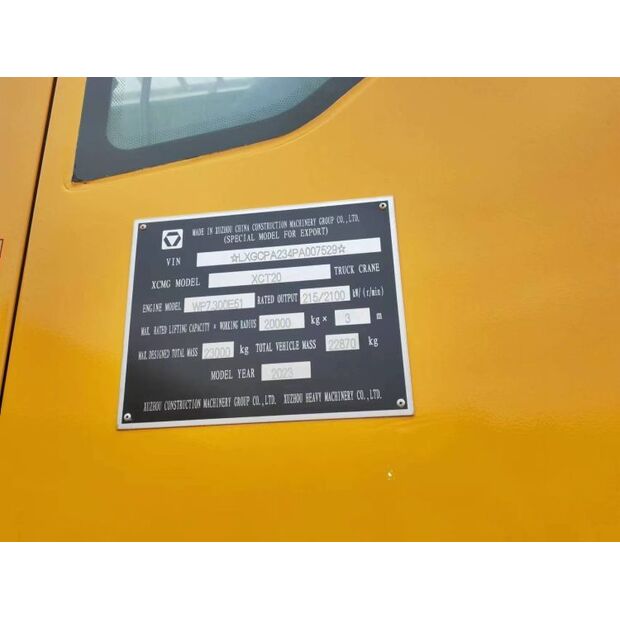 MADE IN XUZHOU CHINA CONSTRUCTION MACHINERY GROUP CO.,LTD.
(SPECIAL MODEL FOR EXPORT)
VIN ☆LXGCPA234PA007529☆
XCMG MODEL XCT20 TRUCK CRANE
ENGINE MODEL WP7.300E51 RATED OUTPUT 215/2100 kW/(r/min)
MAX. RATED LIFTING CAPACITY × WORKING RADIUS 20000 kg × 3 m
MAX. DESIGNED TOTAL MASS 23000 kg TOTAL VEHICLE MASS 22870 kg
MODEL YEAR 2023
XUZHOU CONSTRUCTION MACHINERY GROUP CO.,LTD. XUZHOU HEAVY MACHINERY CO.,LTD.